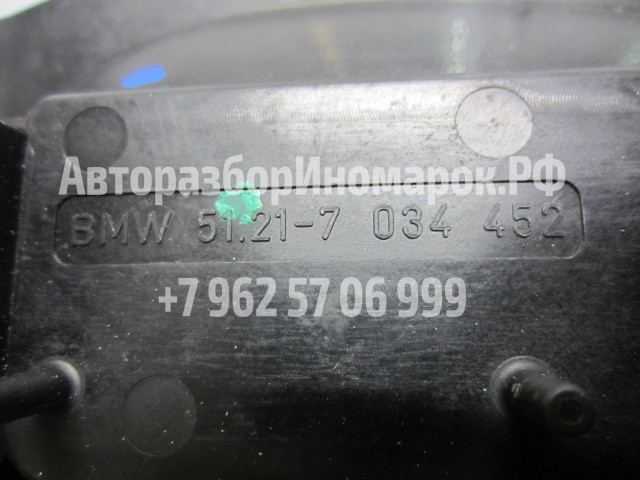 АвторазборИномарок.РФ
BMW 51.21-7 034 452
+7 962 57 06 999